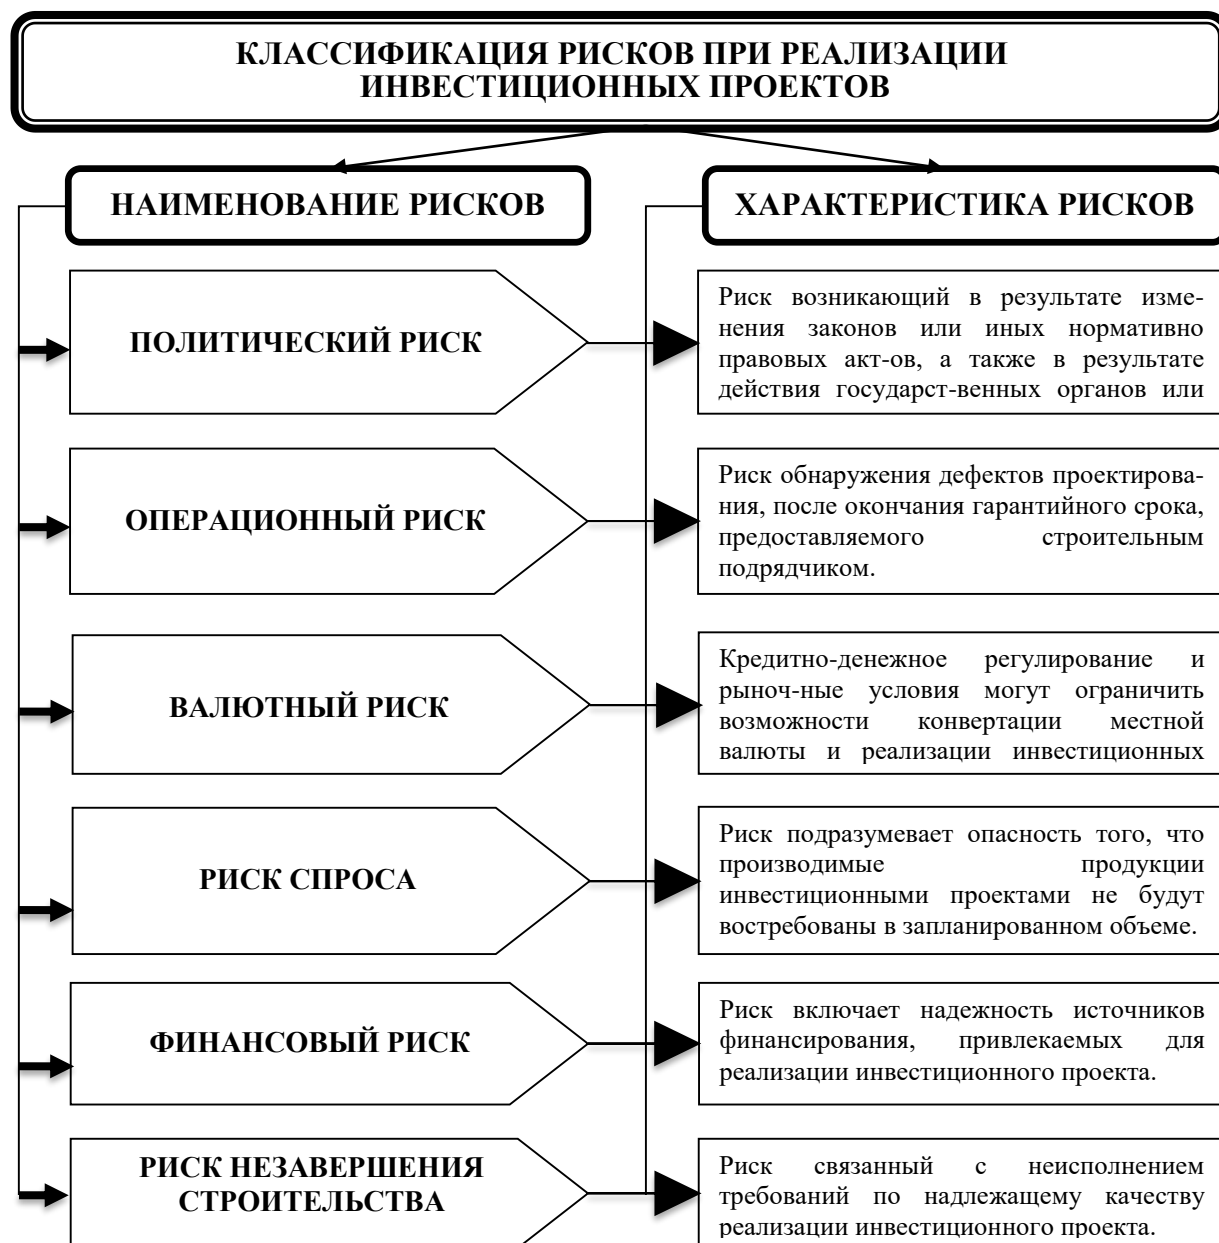 КЛАССИФИКАЦИЯ РИСКОВ ПРИ РЕАЛИЗАЦИИ
ИНВЕСТИЦИОННЫХ ПРОЕКТОВ
НАИМЕНОВАНИЕ РИСКОВ
ХАРАКТЕРИСТИКА РИСКОВ
ПОЛИТИЧЕСКИЙ РИСК
Риск возникающий в результате изме-
нения законов или иных нормативно
правовых акт-ов, а также в результате
действия государст-венных органов или
ОПЕРАЦИОННЫЙ РИСК
Риск обнаружения дефектов проектирова-
ния, после окончания гарантийного срока,
предоставляемого строительным
подрядчиком.
ВАЛЮТНЫЙ РИСК
Кредитно-денежное регулирование и
рыноч-ные условия могут ограничить
возможности конвертации местной
валюты и реализации инвестиционных
РИСК СПРОСА
Риск подразумевает опасность того, что
производимые продукции
инвестиционными проектами не будут
востребованы в запланированном объеме.
ФИНАНСОВЫЙ РИСК
Риск включает надежность источников
финансирования, привлекаемых для
реализации инвестиционного проекта.
РИСК НЕЗАВЕРШЕНИЯ
СТРОИТЕЛЬСТВА
Риск связанный с неисполнением
требований по надлежащему качеству
реализации инвестиционного проекта.